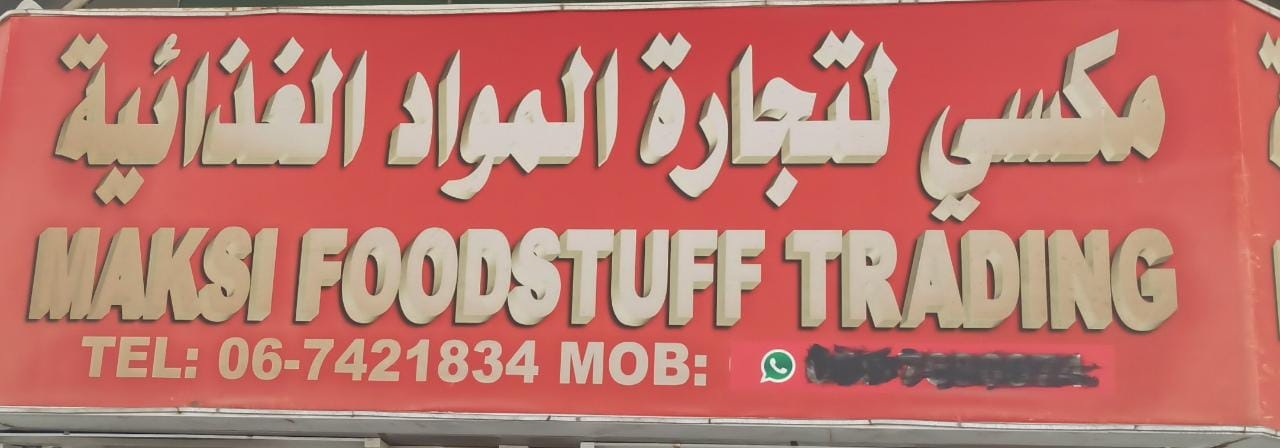 مكسي لتجارة المواد الغذائية
MAKSI FOODSTUFF TRADING
TEL: 06-7421834 MOB: